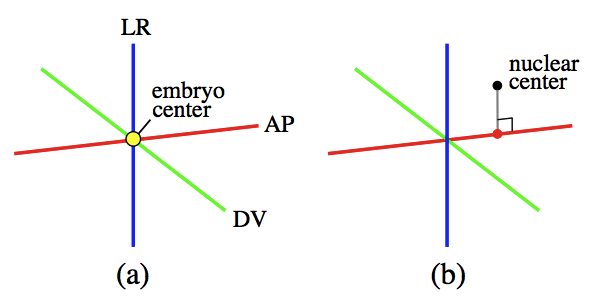 LR
embryo
center
AP
DV
(a)
nuclear
center
(b)